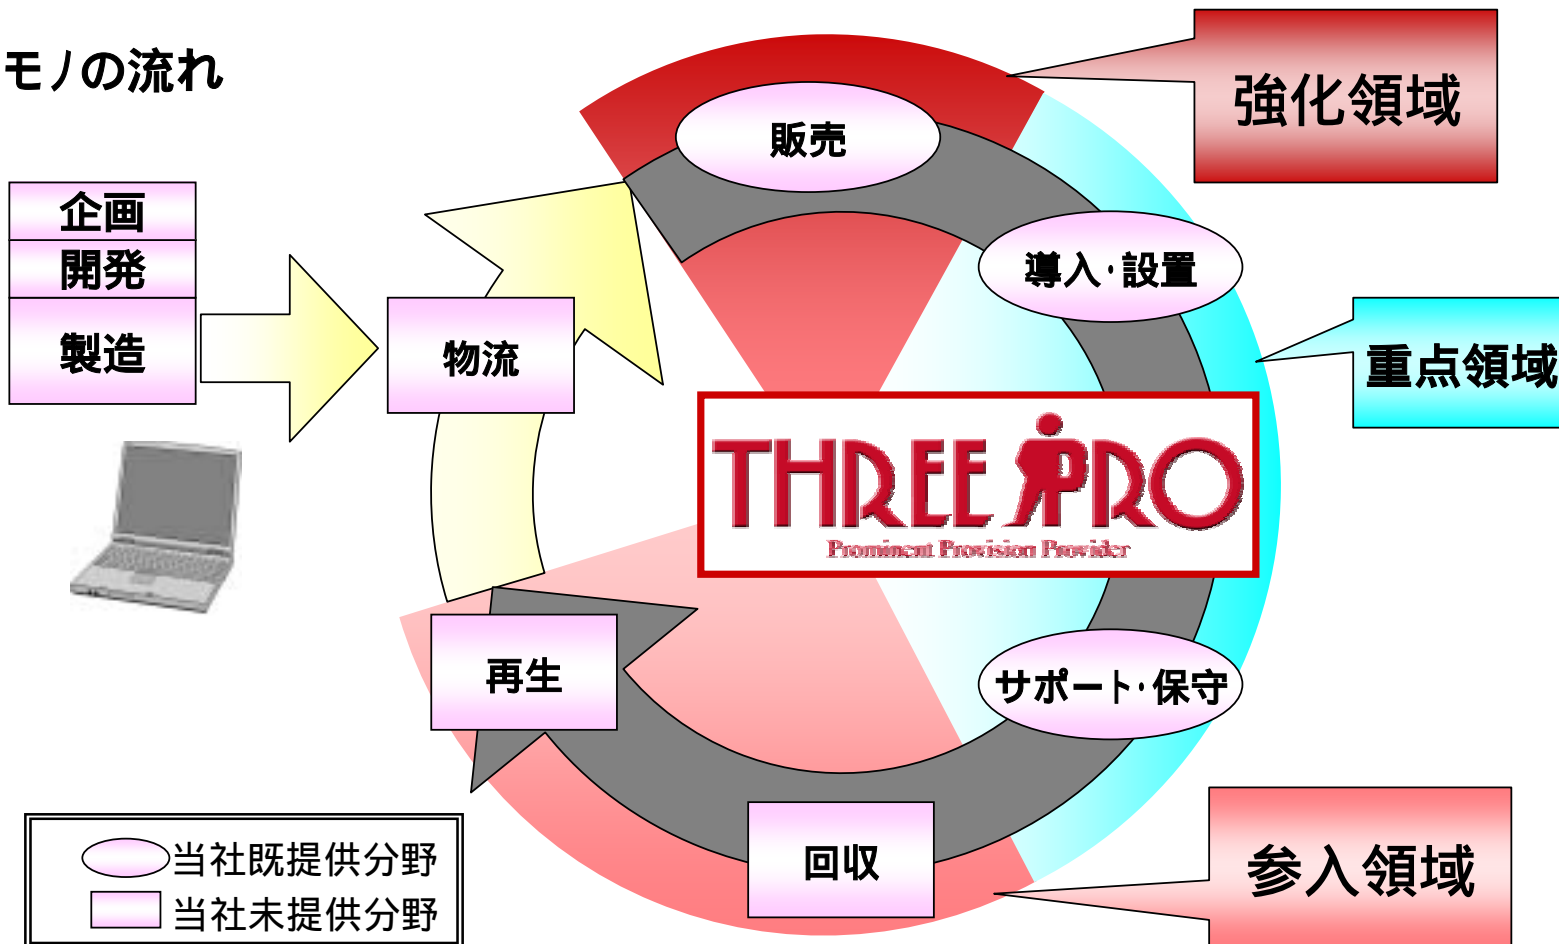 モノの流れ
強化領域
販売
企画
開発
製造
導入・設置
物流
重点領域
THREE PRO
Prominent Provision Provider
再生
サポート・保守
回収
参入領域
当社既提供分野
当社未提供分野